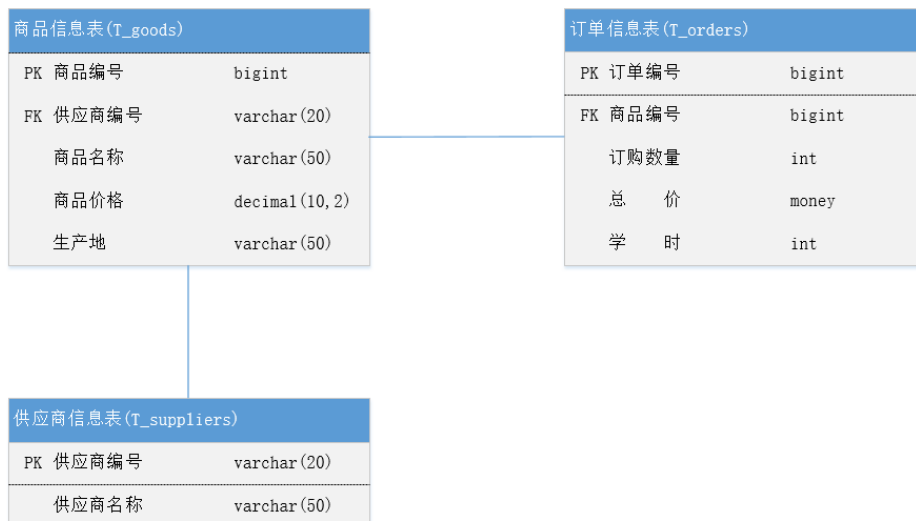 商品信息表(T_goods)
PK 商品编号 bigint
FK 供应商编号 varchar(20)
商品名称 varchar(50)
商品价格 decimal(10,2)
生产地 varchar(50)
订单信息表(T_orders)
PK 订单编号 bigint
FK 商品编号 bigint
订购数量 int
总 价 money
学 时 int
供应商信息表(T_suppliers)
PK 供应商编号 varchar(20)
供应商名称 varchar(50)